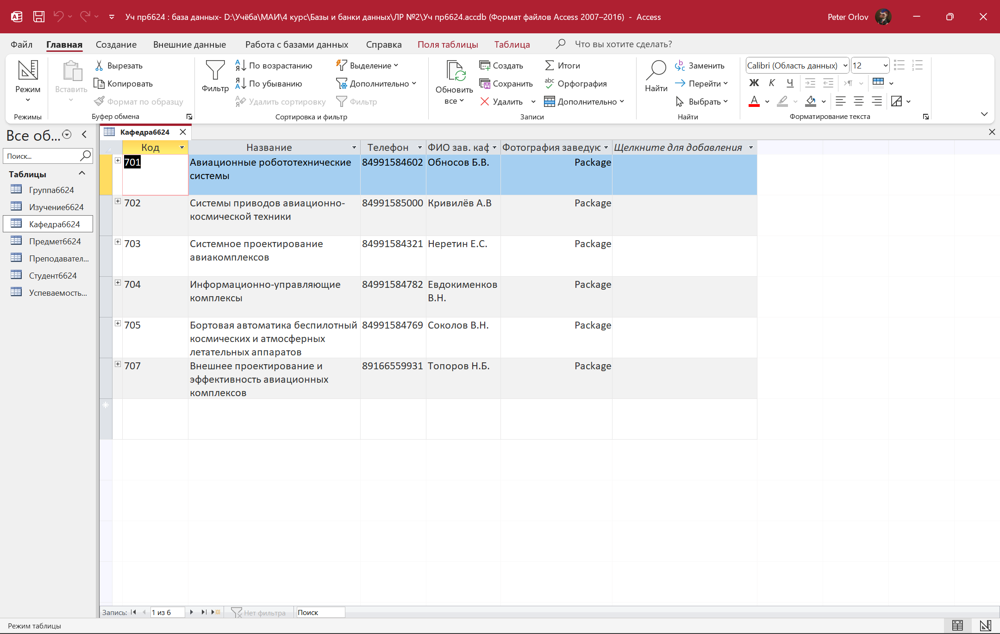 Уч пр6624 : база данных- D:\Учёба\МАИ\4 курс\Базы и банки данных\ЛР №2\Уч пр6624.accdb (Формат файлов Access 2007–2016) - Access
Peter Orlov
Файл Главная Создание Внешние данные Работа с базами данных Справка Поля таблицы Таблица Что вы хотите сделать?
Режим
Режимы
Вставить
Вырезать
Копировать
Формат по образцу
Буфер обмена
Фильтр
По возрастанию
По убыванию
Удалить сортировку
Выделение
Дополнительно
Фильтр
Сортировка и фильтр
Обновить
все
Создать
Сохранить
Удалить
Итоги
Орфография
Дополнительно
Записи
Найти
Заменить
Перейти
Выбрать
Найти
Calibri (Область данных) 12
Ж К Ч
Форматирование текста
Все об...
Поиск...
Таблицы
Группа6624
Изучение6624
Кафедра6624
Предмет6624
Преподавател...
Студент6624
Успеваемость...
Кафедра6624
Код Название Телефон ФИО зав. каф Фотография заведую Щелкните для добавления
701 Авиационные робототехнические 84991584602 Обносов Б.В. Package
системы
702 Системы приводов авиационно- 84991585000 Кривилёв А.В Package
космической техники
703 Системное проектирование 84991584321 Неретин Е.С. Package
авиакомплексов
704 Информационно-управляющие 84991584782 Евдокименков Package
комплексы В.Н.
705 Бортовая автоматика беспилотный 84991584769 Соколов В.Н. Package
космических и атмосферных
летательных аппаратов
707 Внешнее проектирование и 89166559931 Топоров Н.Б. Package
эффективность авиационных
комплексов
Запись: 1 из 6 Нет фильтра Поиск
Режим таблицы